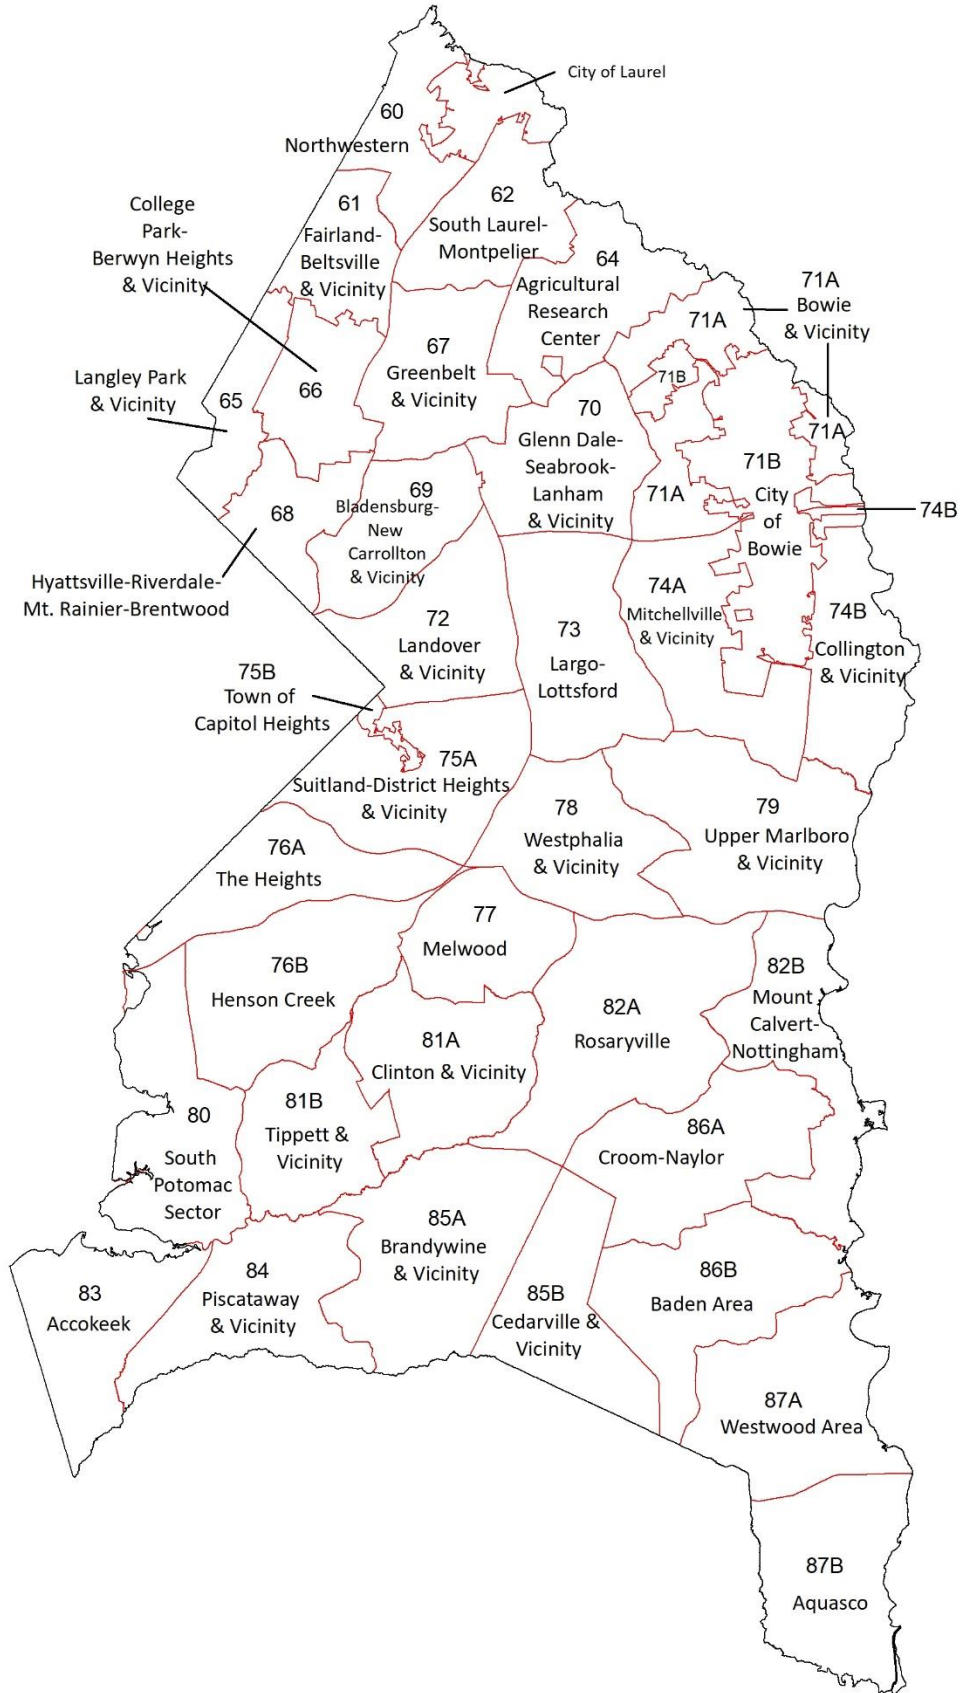 City of Laurel
60
Northwestern
College
Park-
Berwyn Heights
& Vicinity
61
Fairland-
Beltsville
& Vicinity
62
South Laurel-
Montpelier
64
Agricultural
Research
Center
71A
Bowie
& Vicinity
71A
67
Greenbelt
& Vicinity
71B
Langley Park
& Vicinity
65
66
70
Glenn Dale-
Seabrook-
Lanham
& Vicinity
71A
71B
City
of
Bowie
71A
74B
68
69
Bladensburg-
New
Carrollton
& Vicinity
Hyattsville-Riverdale-
Mt. Rainier-Brentwood
72
Landover
& Vicinity
73
Largo-
Lottsford
74A
Mitchellville
& Vicinity
74B
Collington
& Vicinity
75B
Town of
Capitol Heights
75A
Suitland-District Heights
& Vicinity
76A
The Heights
78
Westphalia
& Vicinity
79
Upper Marlboro
& Vicinity
77
Melwood
76B
Henson Creek
82A
Rosaryville
82B
Mount
Calvert-
Nottingham
81A
Clinton & Vicinity
80
South
Potomac
Sector
81B
Tippett &
Vicinity
86A
Croom-Naylor
85A
Brandywine
& Vicinity
83
Accokeek
84
Piscataway
& Vicinity
85B
Cedarville &
Vicinity
86B
Baden Area
87A
Westwood Area
87B
Aquasco